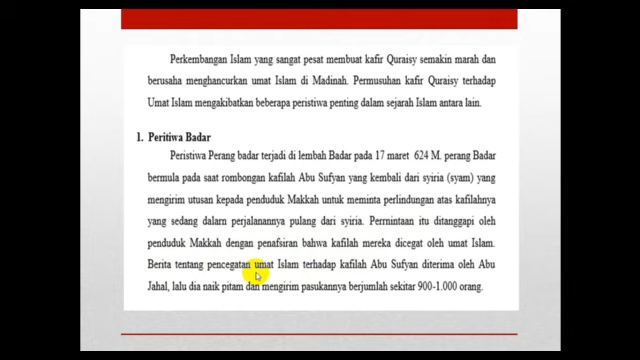 Perkembangan Islam yang sangat pesat membuat kafir Quraisy semakin marah dan
berusaha menghancurkan umat Islam di Madinah. Permusuhan kafir Quraisy terhadap
Umat Islam mengakibatkan beberapa peristiwa penting dalam sejarah Islam antara lain.
1. Peritiwa Badar
Peristiwa Perang badar terjadi di lembah Badar pada 17 maret 624 M. perang Badar
bermula pada saat rombongan kafilah Abu Sufyan yang kembali dari syiria (syam) yang
mengirim utusan kepada penduduk Makkah untuk meminta perlindungan atas kafilahnya
yang sedang dalarn perjalanannya pulang dari syiria. Perrnintaan itu ditanggapi oleh
penduduk Makkah dengan penafsiran bahwa kafilah mereka dicegat oleh umat Islam.
Berita tentang pencegatan umat Islam terhadap kafilah Abu Sufyan diterima oleh Abu
Jahal, lalu dia naik pitam dan mengirim pasukannya berjumlah sekitar 900-1.000 orang.